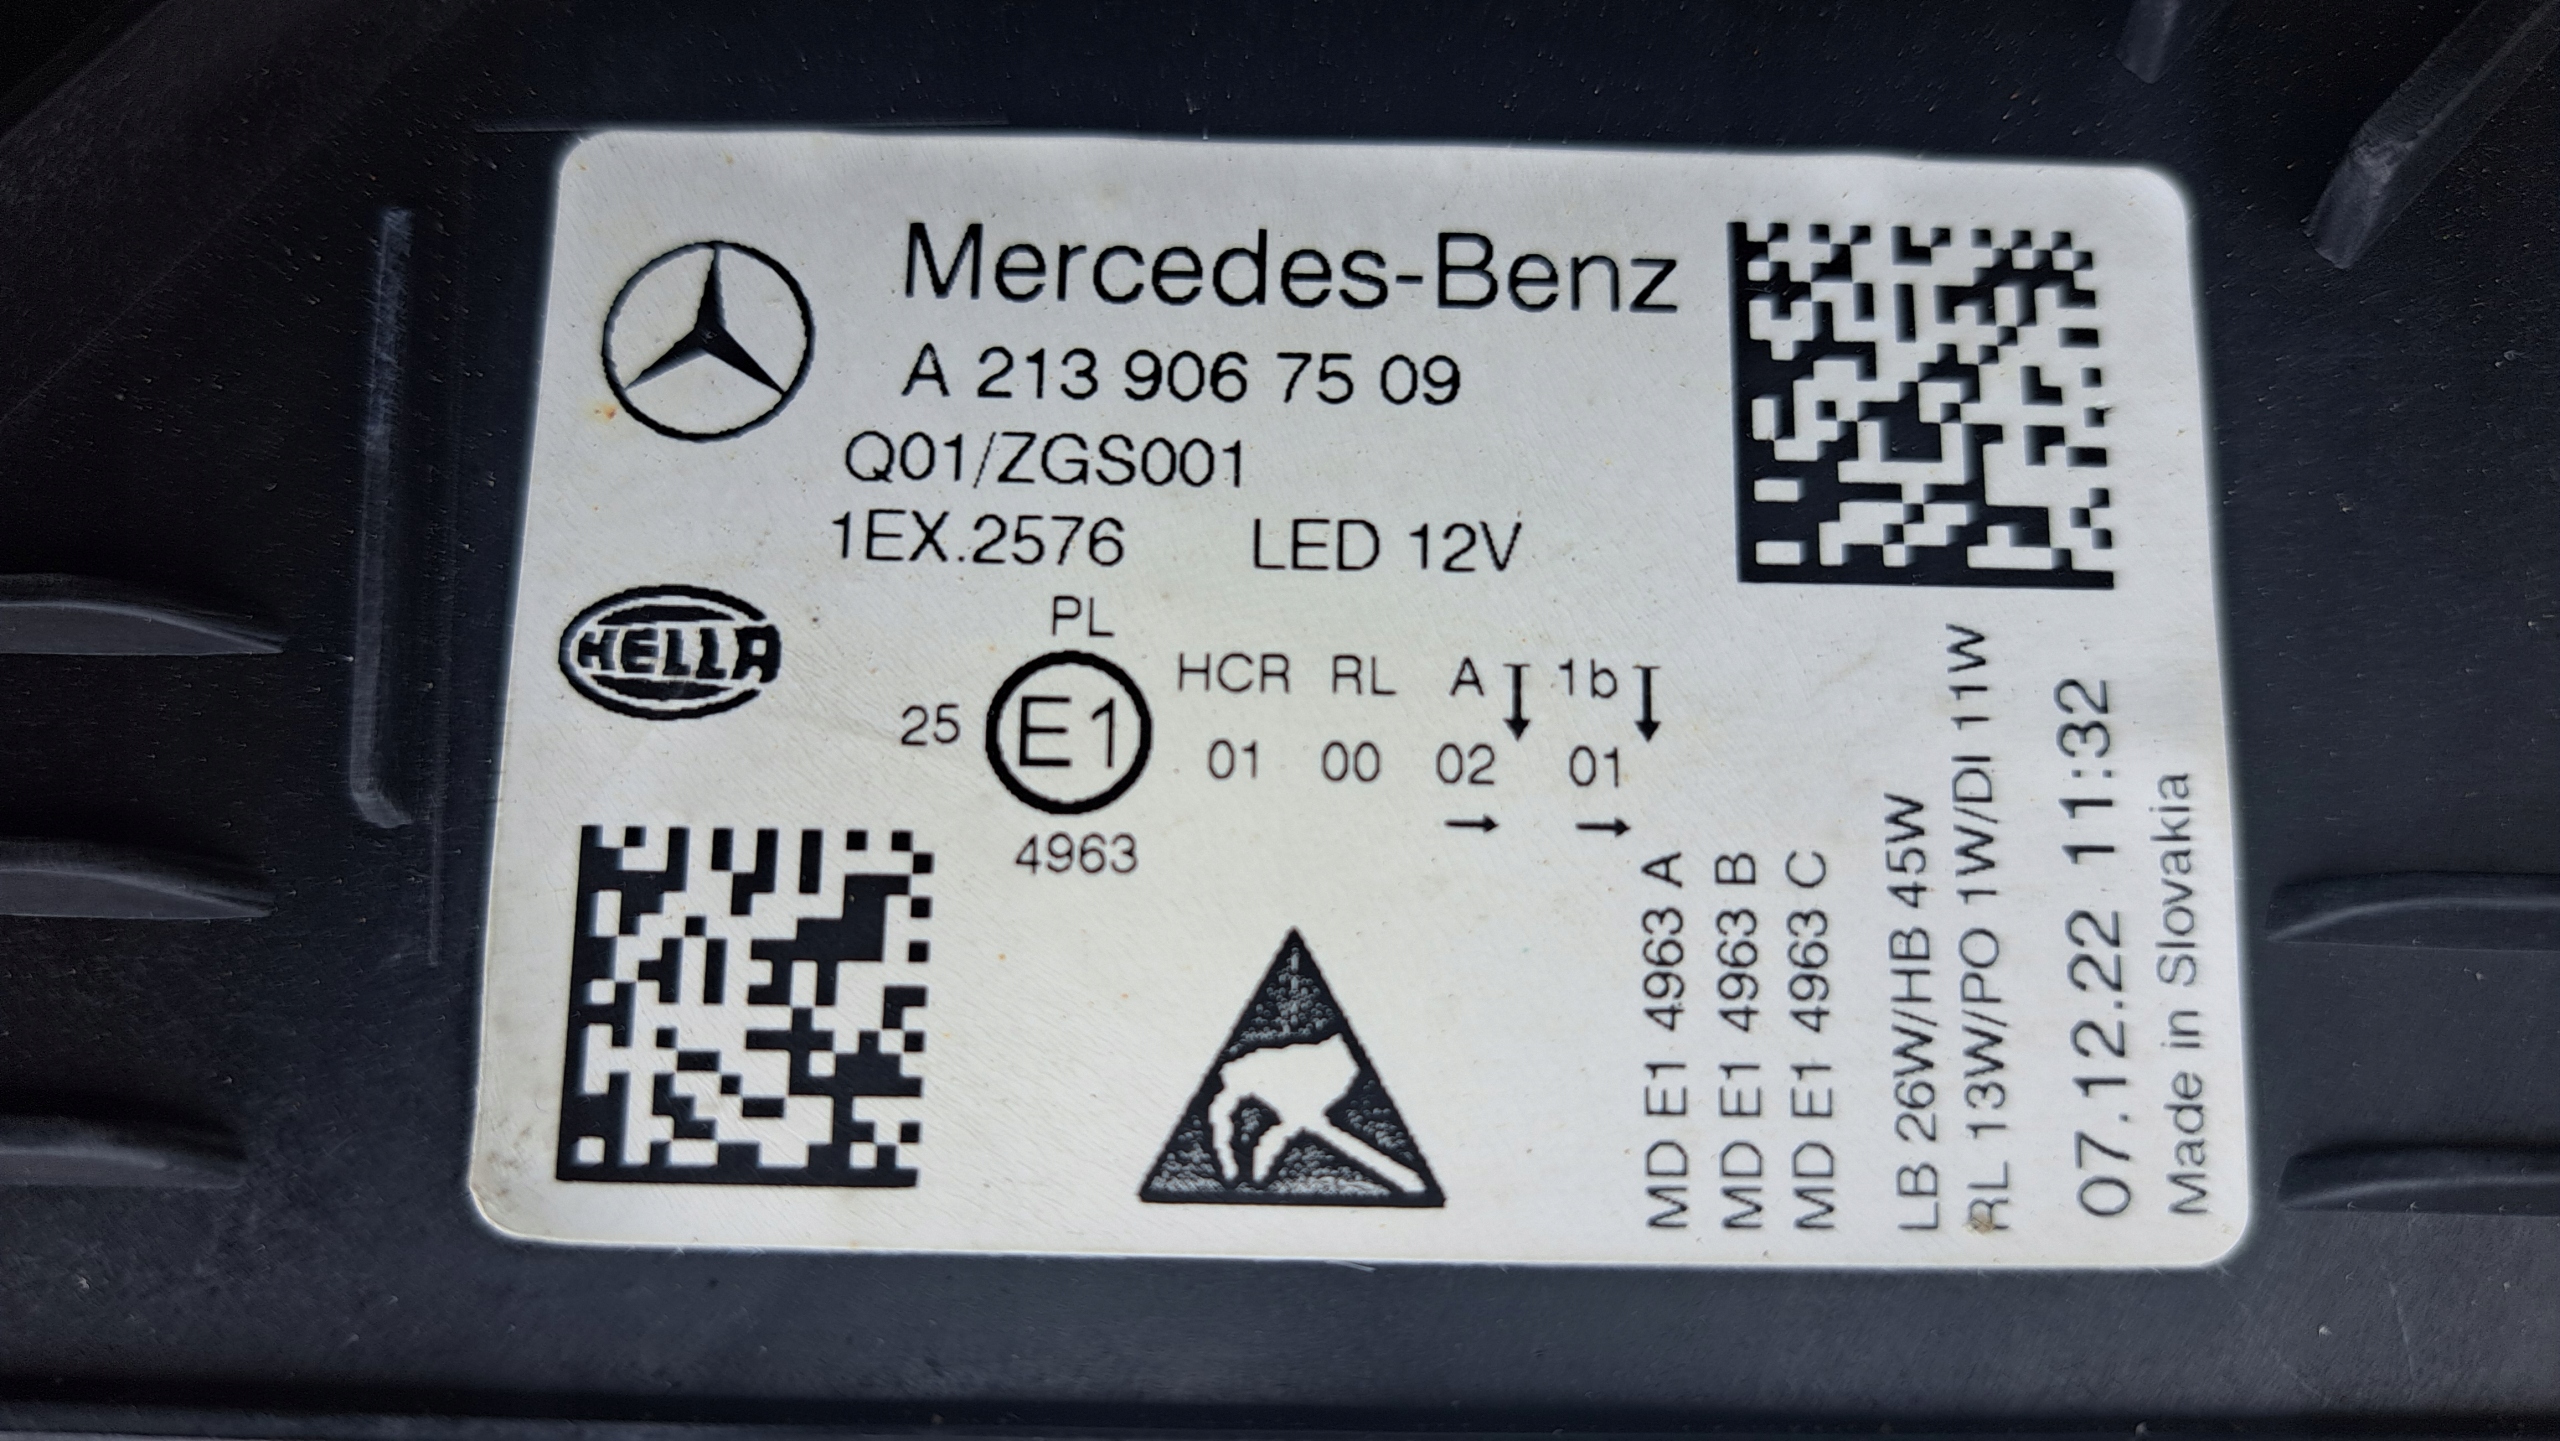 Mercedes-Benz
A 213 906 75 09
Q01/ZGS001
1EX.2576 LED 12V
HELLA
PL
HCR RL A 1b
25 E1
01 00 02 01
4963
MD E1 4963 A
MD E1 4963 B
MD E1 4963 C
LB 26W/HB 45W
RL 13W/PO 1W/DI 11W
07.12.22 11:32
Made in Slovakia